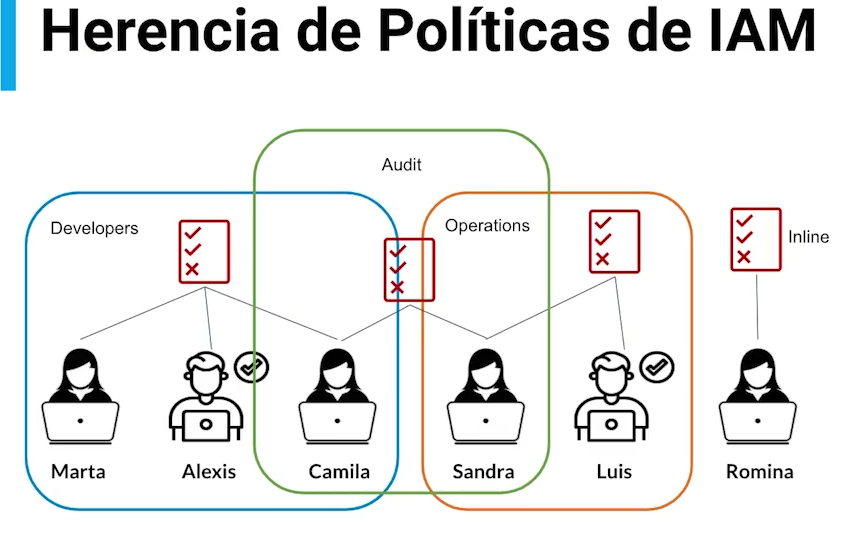 Herencia de Políticas de IAM
Audit
Developers
Operations
Inline
Marta
Alexis
Camila
Sandra
Luis
Romina